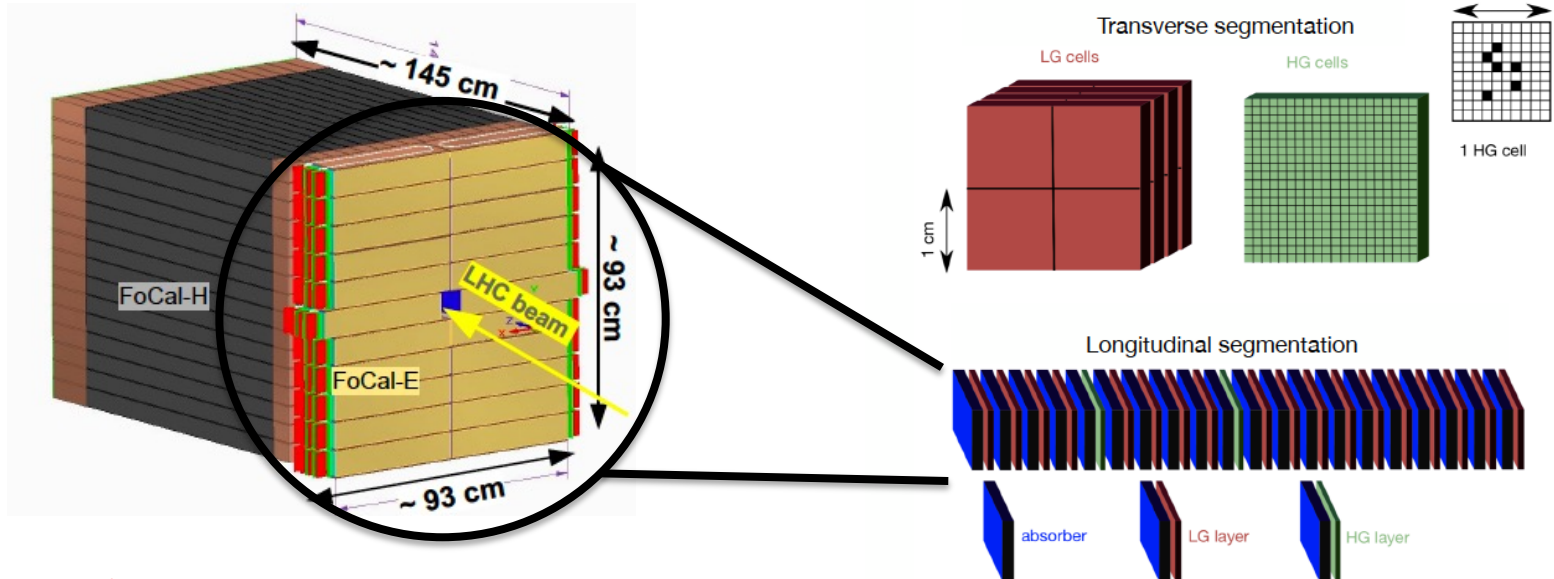 ~ 145 cm
FoCal-H
LHC beam
~ 93 cm
FoCal-E
~ 93 cm
Y
Z
X
Transverse segmentation
LG cells
HG cells
1 cm
1 HG cell
Longitudinal segmentation
absorber
LG layer
HG layer